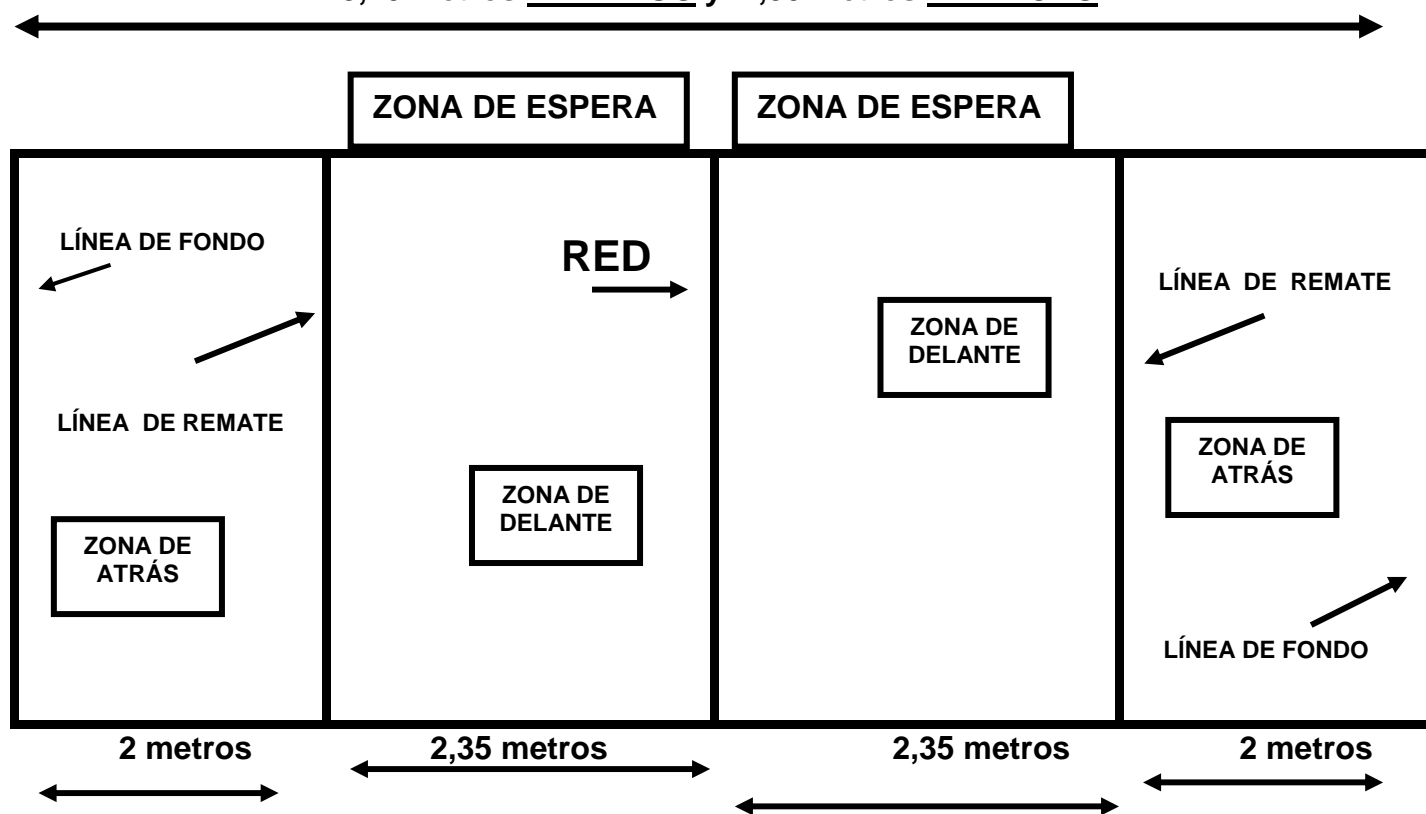 metros y metros
ZONA DE ESPERA ZONA DE ESPERA
LÍNEA DE FONDO
RED
LÍNEA DE REMATE
ZONA DE
DELANTE
LÍNEA DE REMATE
ZONA DE
ATRÁS
ZONA DE
DELANTE
ZONA DE
ATRÁS
LÍNEA DE FONDO
2 metros 2,35 metros 2,35 metros 2 metros